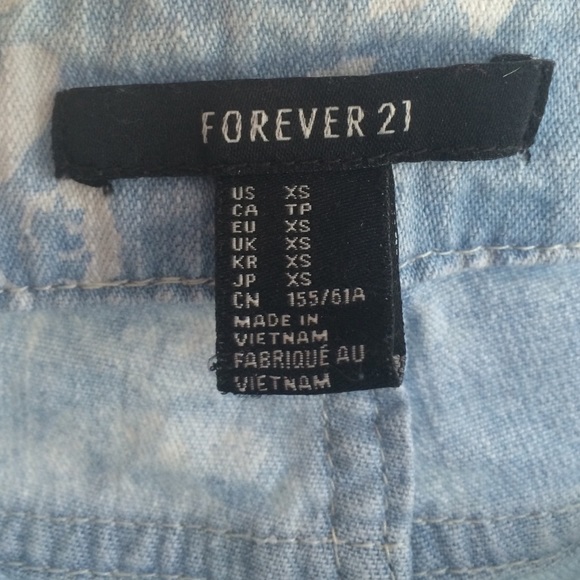 FOREVER 21
US XS
CA TP
EU XS
UK XS
KR XS
JP XS
CN 155/61A
MADE IN
VIETNAM
FABRIQUÉ AU
VIETNAM